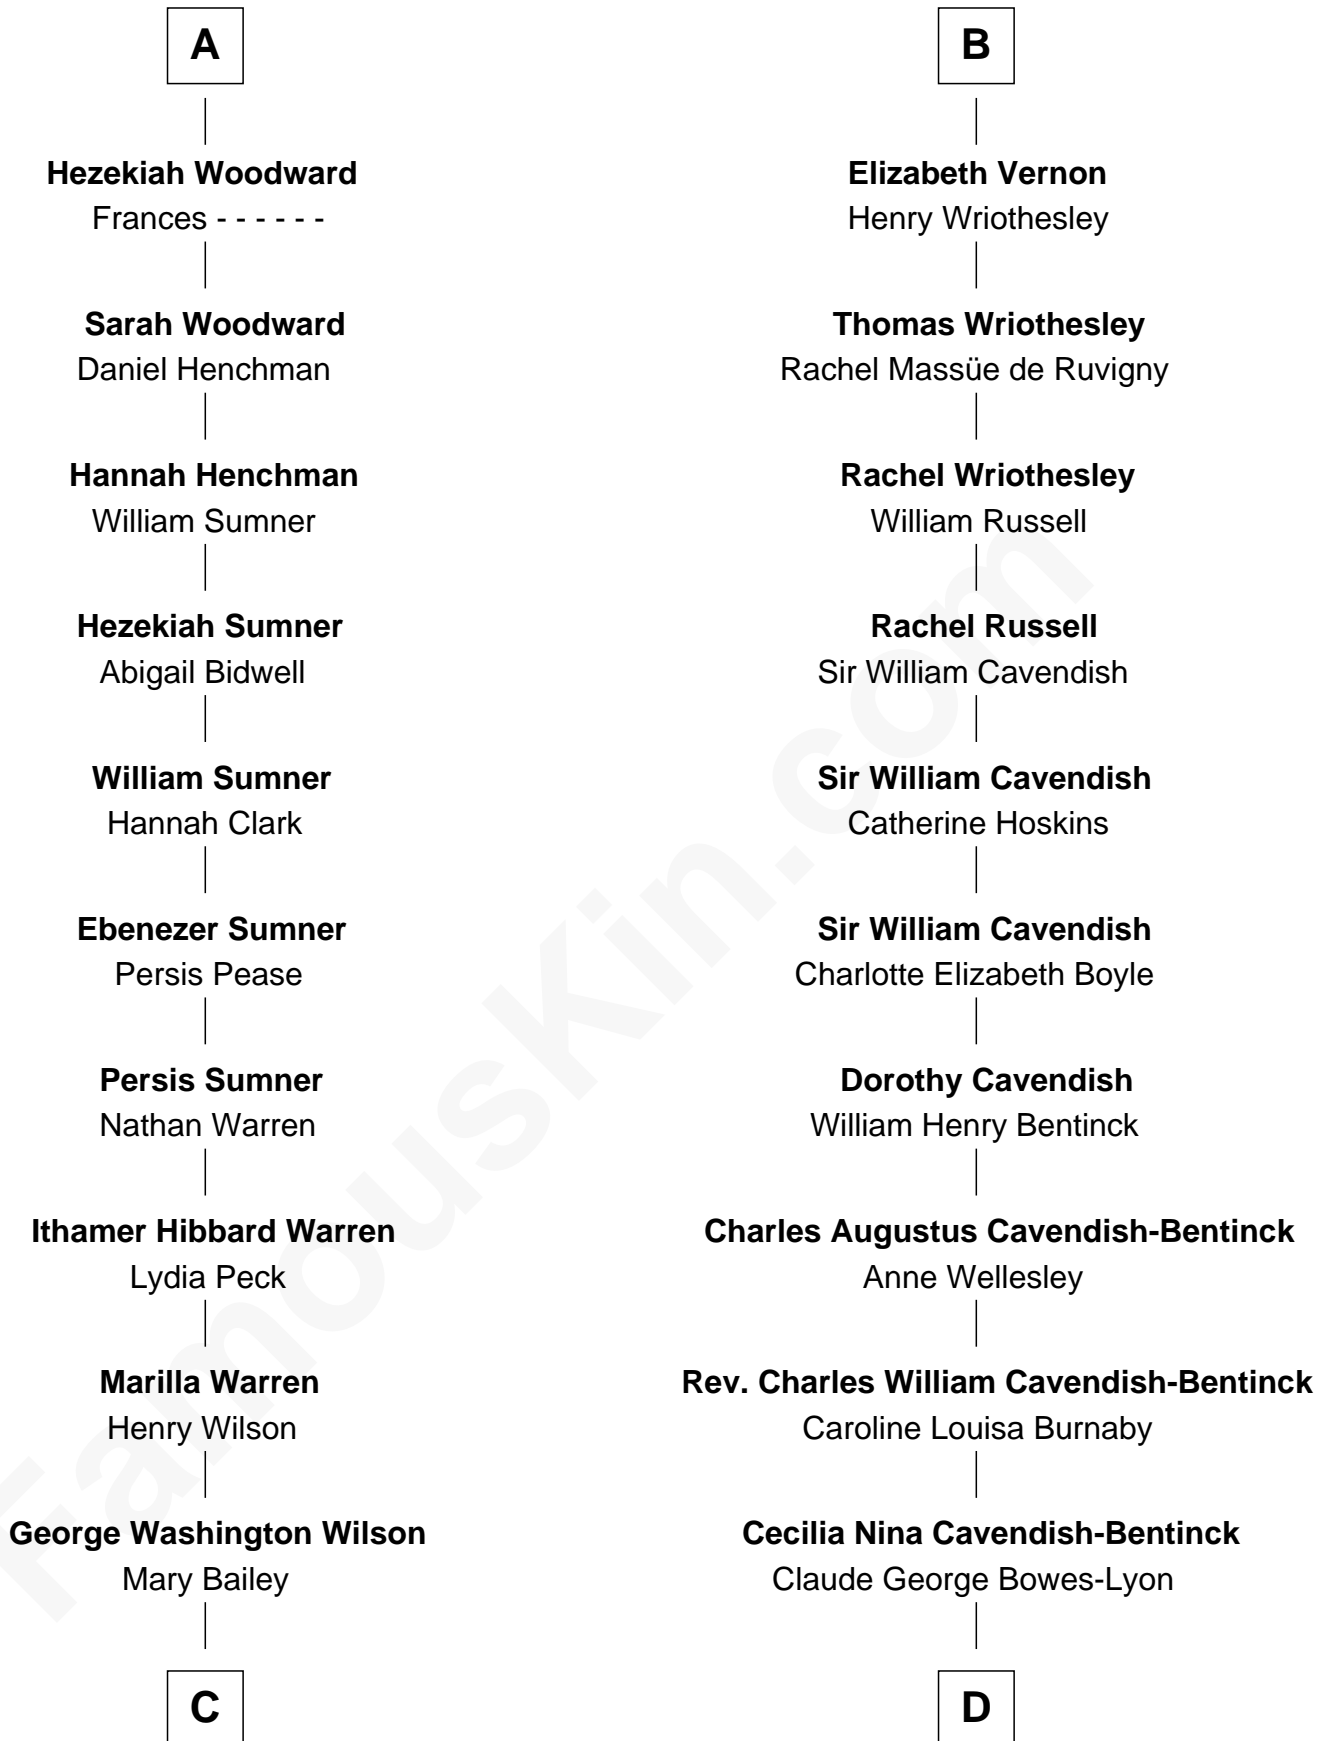 A
Hezekiah Woodward
Frances - - - - - -
Sarah Woodward
Daniel Henchman
Hannah Henchman
William Sumner
Hezekiah Sumner
Abigail Bidwell
William Sumner
Hannah Clark
Ebenezer Sumner
Persis Pease
Persis Sumner
Nathan Warren
Ithamer Hibbard Warren
Lydia Peck
Marilla Warren
Henry Wilson
George Washington Wilson
Mary Bailey
C
B
Elizabeth Vernon
Henry Wriothesley
Thomas Wriothesley
Rachel Massüe de Ruvigny
Rachel Wriothesley
William Russell
Rachel Russell
Sir William Cavendish
Sir William Cavendish
Catherine Hoskins
Sir William Cavendish
Charlotte Elizabeth Boyle
Dorothy Cavendish
William Henry Bentinck
Charles Augustus Cavendish-Bentinck
Anne Wellesley
Rev. Charles William Cavendish-Bentinck
Caroline Louisa Burnaby
Cecilia Nina Cavendish-Bentinck
Claude George Bowes-Lyon
D
FamousKin.com